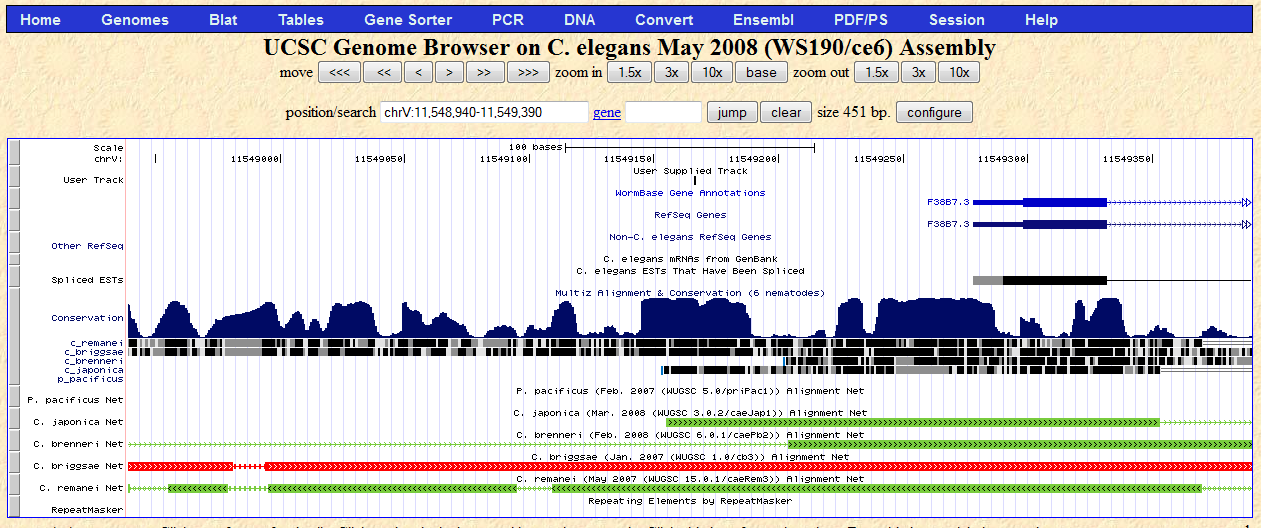 Home Genomes Blat Tables Gene Sorter PCR DNA Convert Ensembl PDF/PS Session Help
UCSC Genome Browser on C. elegans May 2008 (WS190/ce6) Assembly
move <<< << < > >> >>> zoom in 1.5x 3x 10x base zoom out 1.5x 3x 10x
position/search chrV:11,548,940-11,549,390 gene jump clear size 451 bp. configure
Scale 100 bases
chrV: 11549000 11549050 11549100 11549150 11549200 11549250 11549300 11549350
User Supplied Track
User Track
WormBase Gene Annotations
F38B7.3
RefSeq Genes
F38B7.3
Non-C. elegans RefSeq Genes
Other RefSeq
C. elegans mRNAs from GenBank
C. elegans ESTs That Have Been Spliced
Spliced ESTs
Multiz Alignment & Conservation (6 nematodes)
Conservation
c_remanei
c_briggsae
c_brenneri
c_japonica
p_pacificus
P. pacificus (Feb. 2007 (WUGSC 5.0/priPac1)) Alignment Net
P. pacificus Net
C. japonica (Mar. 2008 (WUGSC 3.0.2/caeJap1)) Alignment Net
C. japonica Net
C. brenneri (Feb. 2008 (WUGSC 6.0.1/caePb2)) Alignment Net
C. brenneri Net
C. briggsae (Jan. 2007 (WUGSC 1.0/cb3)) Alignment Net
C. briggsae Net
C. remanei (May 2007 (WUGSC 15.0.1/caeRem3)) Alignment Net
C. remanei Net
Repeating Elements by RepeatMasker
RepeatMasker